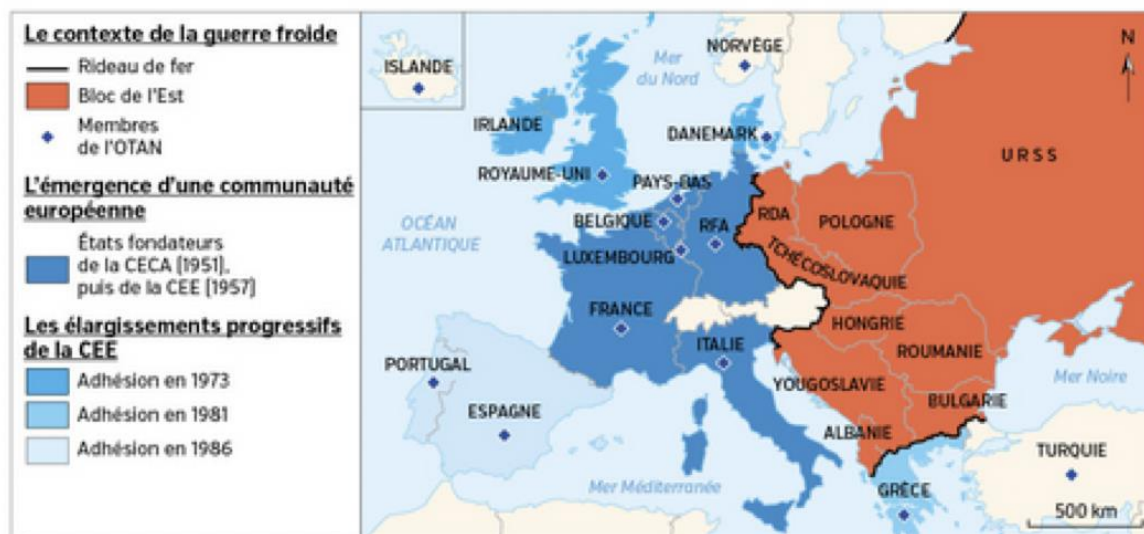 Le contexte de la guerre froide
Rideau de fer
Bloc de l'Est
Membres
de l'OTAN
L'émergence d'une communauté
européenne
États fondateurs
de la CECA (1951),
puis de la CEE (1957)
Les élargissements progressifs
de la CEE
Adhésion en 1973
Adhésion en 1981
Adhésion en 1986
ISLANDE
NORVÈGE
N
Mer
du Nord
IRLANDE
DANEMARK
URSS
ROYAUME-UNI
PAYS-BAS
OCÉAN
ATLANTIQUE
BELGIQUE
RFA
RDA
POLOGNE
LUXEMBOURG
TCHÉCOSLOVAQUIE
FRANCE
HONGRIE
ITALIE
ROUMANIE
PORTUGAL
YOUGOSLAVIE
Mer Noire
ESPAGNE
BULGARIE
ALBANIE
TURQUIE
Mer Méditerranée
GRÈCE
500 km